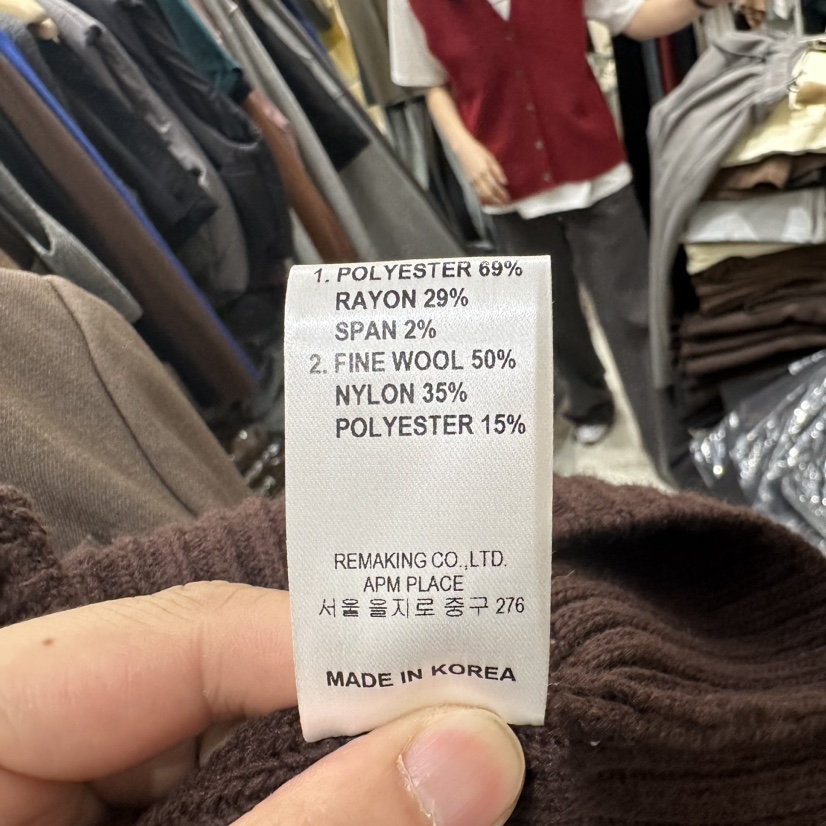 1. POLYESTER 69%
RAYON 29%
SPAN 2%
2. FINE WOOL 50%
NYLON 35%
POLYESTER 15%
REMAKING CO.,LTD.
APM PLACE
서울 을지로 중구 276
MADE IN KOREA